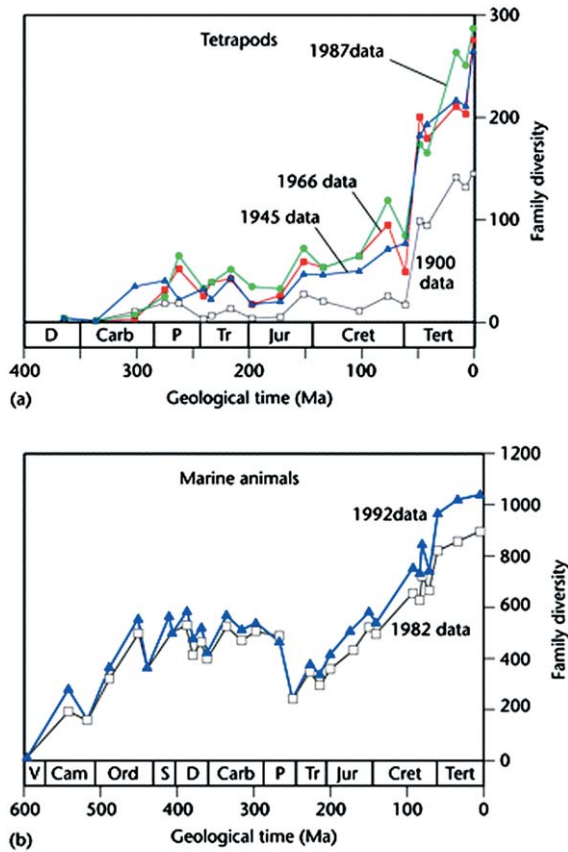 Tetrapods
1987data
1966 data
1945 data
1900
data
300
200
100
0
Family diversity
D Carb P Tr Jur Cret Tert
400 300 200 100 0
(a) Geological time (Ma)
Marine animals
1992data
1982 data
1200
1000
800
600
400
200
0
Family diversity
V Cam Ord S D Carb P Tr Jur Cret Tert
600 500 400 300 200 100 0
(b) Geological time (Ma)